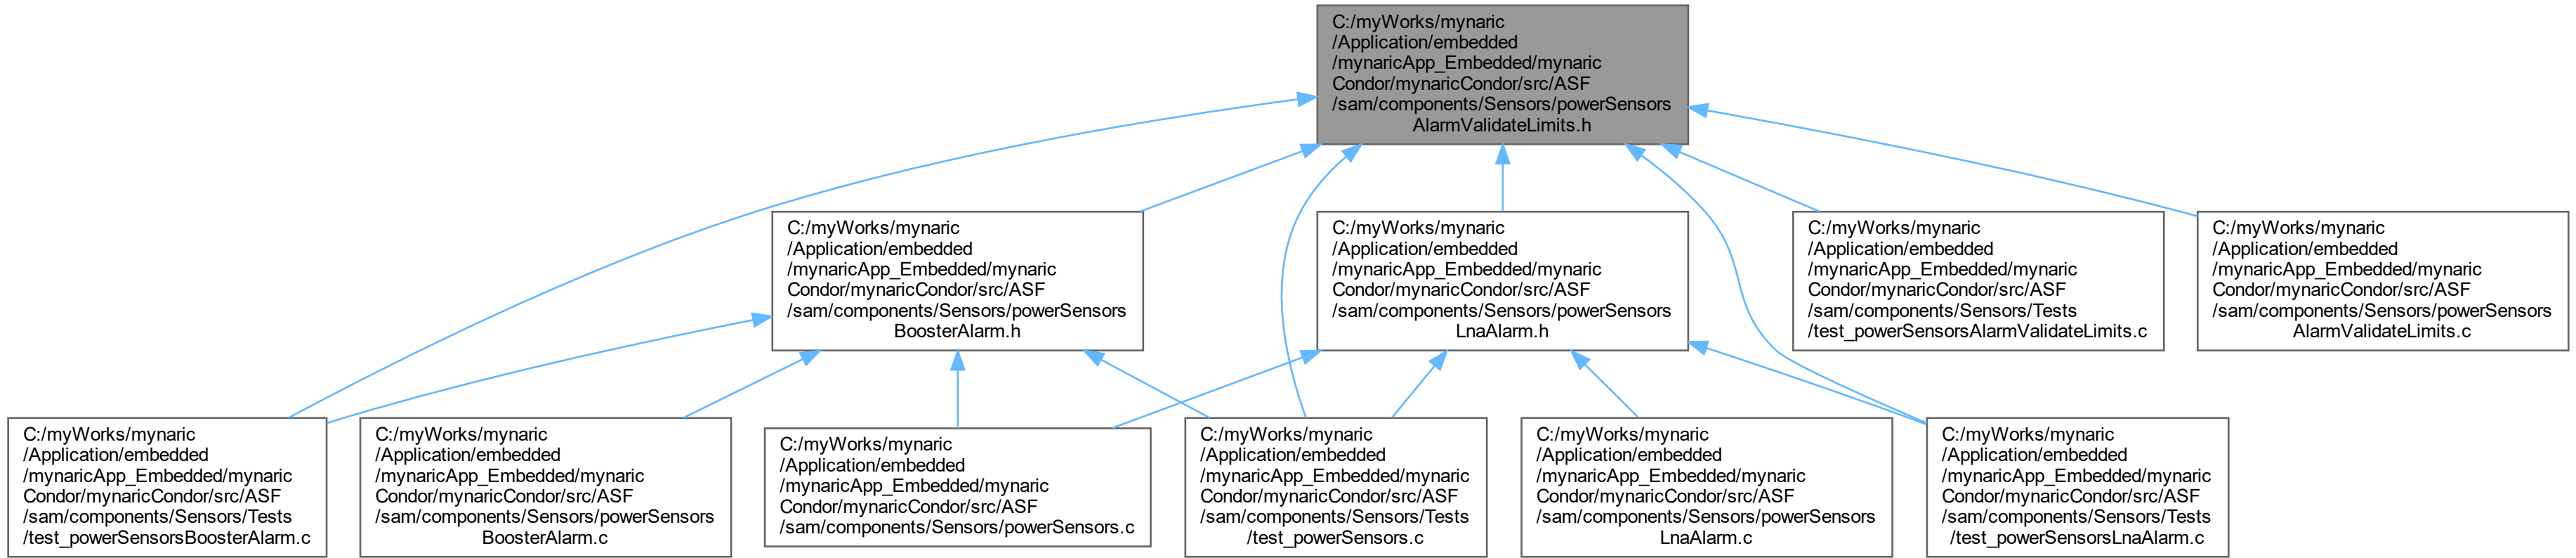 C:/myWorks/mynaric
/Application/embedded
/mynaricApp_Embedded/mynaric
Condor/mynaricCondor/src/ASF
/sam/components/Sensors/powerSensors
AlarmValidateLimits.h
C:/myWorks/mynaric
/Application/embedded
/mynaricApp_Embedded/mynaric
Condor/mynaricCondor/src/ASF
/sam/components/Sensors/powerSensors
BoosterAlarm.h
C:/myWorks/mynaric
/Application/embedded
/mynaricApp_Embedded/mynaric
Condor/mynaricCondor/src/ASF
/sam/components/Sensors/powerSensors
LnaAlarm.h
C:/myWorks/mynaric
/Application/embedded
/mynaricApp_Embedded/mynaric
Condor/mynaricCondor/src/ASF
/sam/components/Sensors/Tests
/test_powerSensorsAlarmValidateLimits.c
C:/myWorks/mynaric
/Application/embedded
/mynaricApp_Embedded/mynaric
Condor/mynaricCondor/src/ASF
/sam/components/Sensors/powerSensors
AlarmValidateLimits.c
C:/myWorks/mynaric
/Application/embedded
/mynaricApp_Embedded/mynaric
Condor/mynaricCondor/src/ASF
/sam/components/Sensors/Tests
/test_powerSensorsBoosterAlarm.c
C:/myWorks/mynaric
/Application/embedded
/mynaricApp_Embedded/mynaric
Condor/mynaricCondor/src/ASF
/sam/components/Sensors/powerSensors
BoosterAlarm.c
C:/myWorks/mynaric
/Application/embedded
/mynaricApp_Embedded/mynaric
Condor/mynaricCondor/src/ASF
/sam/components/Sensors/powerSensors.c
C:/myWorks/mynaric
/Application/embedded
/mynaricApp_Embedded/mynaric
Condor/mynaricCondor/src/ASF
/sam/components/Sensors/Tests
/test_powerSensors.c
C:/myWorks/mynaric
/Application/embedded
/mynaricApp_Embedded/mynaric
Condor/mynaricCondor/src/ASF
/sam/components/Sensors/powerSensors
LnaAlarm.c
C:/myWorks/mynaric
/Application/embedded
/mynaricApp_Embedded/mynaric
Condor/mynaricCondor/src/ASF
/sam/components/Sensors/Tests
/test_powerSensorsLnaAlarm.c